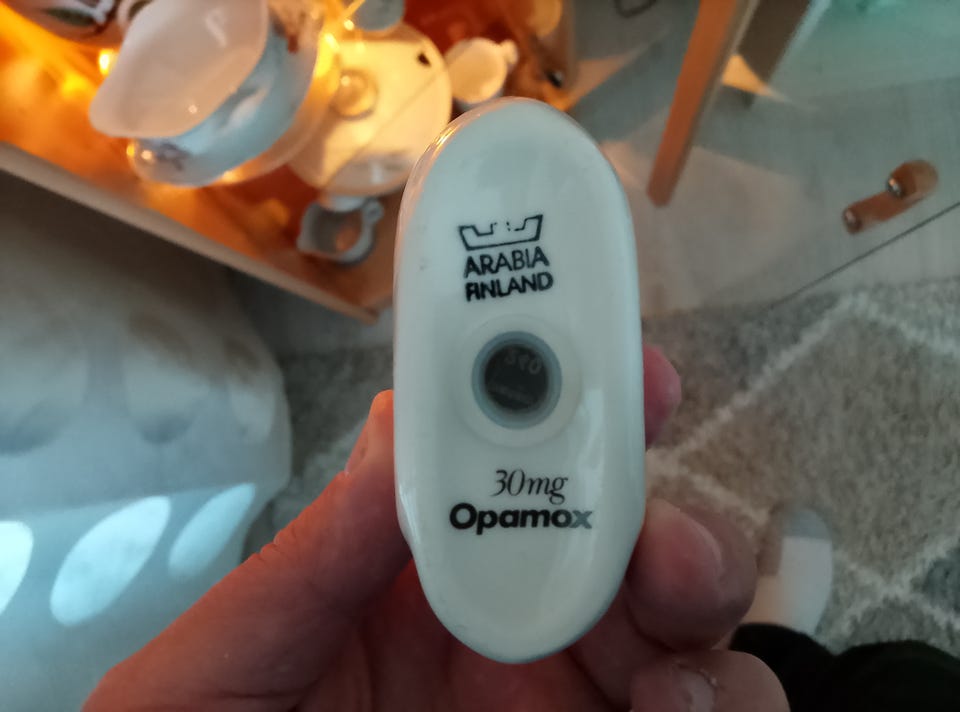 ARABIA
FINLAND
30mg
Opamox